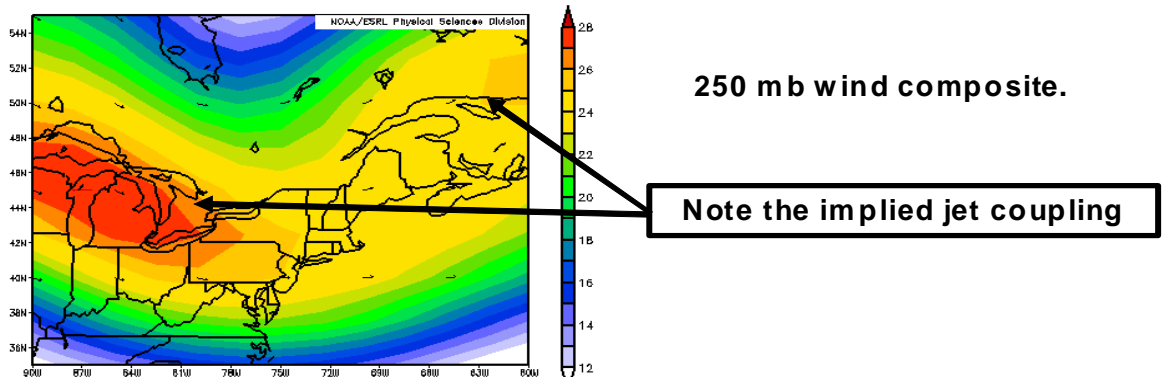 NOAA/ESRL Physical Sciences Division
54N
52N
50N
48N
46N
44N
42N
40N
38N
36N
90W 87W 84W 81W 78W 75W 72W 69W 66W 63W 60W
28
26
24
22
20
18
16
14
12
250 mb wind composite.
Note the implied jet coupling